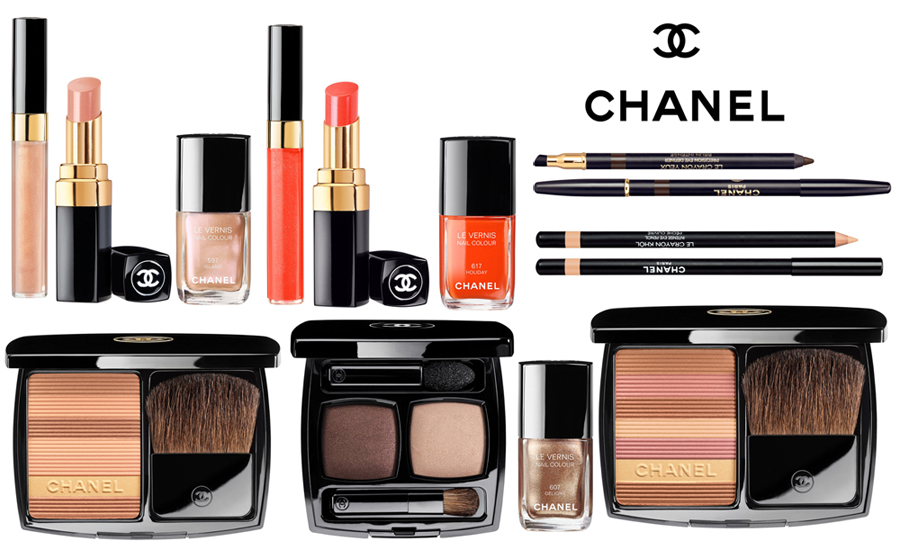 CHANEL
LE CRAYON YEUX
PRECISION EYE DEFINER
CHANEL
PARIS
LE CRAYON KHÔL
INTENSE EYE PENCIL
CHANEL
PARIS
LE VERNIS
NAIL COLOUR
CHANEL
LE VERNIS
NAIL COLOUR
617
HOLIDAY
CHANEL
CHANEL
LE VERNIS
NAIL COLOUR
607
DELIGHT
CHANEL
CHANEL